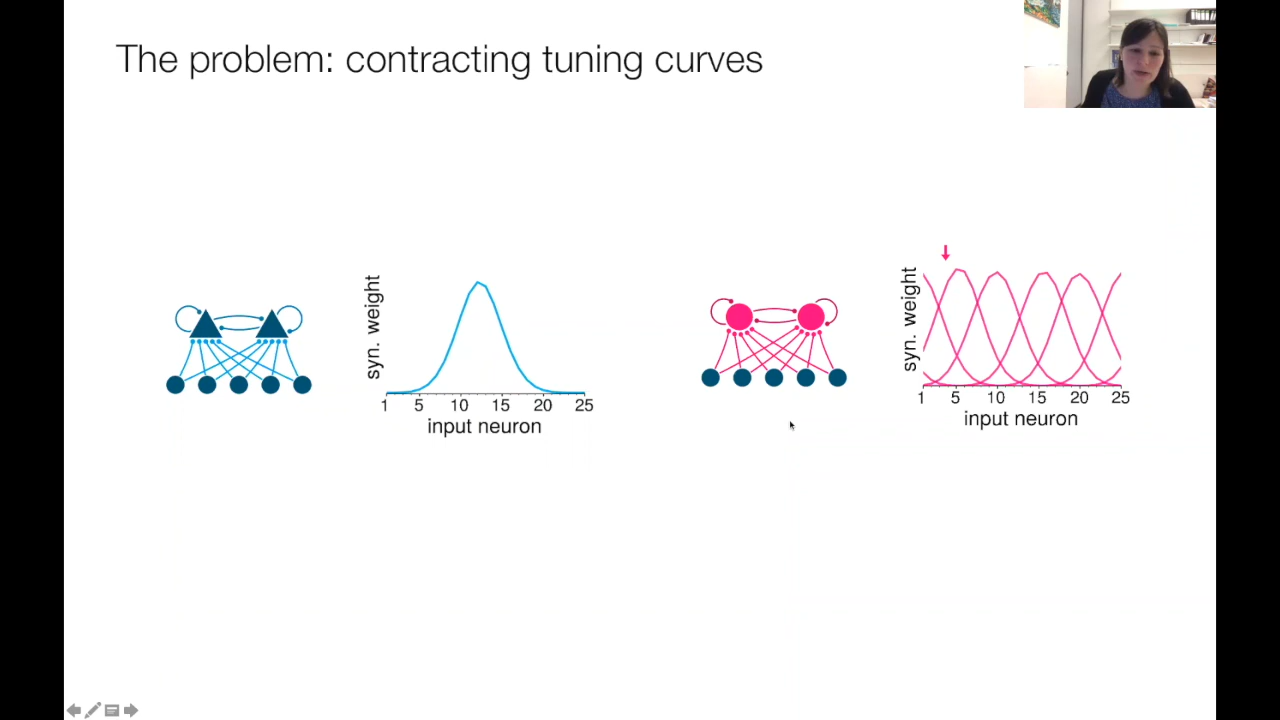 The problem: contracting tuning curves
syn. weight
1 5 10 15 20 25
input neuron
syn. weight
1 5 10 15 20 25
input neuron